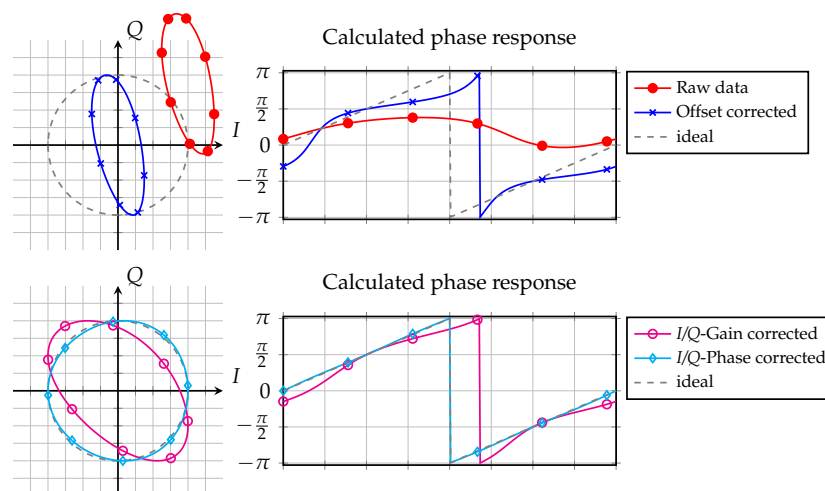 Q
I
Calculated phase response
π
π/2
0
−π/2
−π
Raw data
Offset corrected
ideal
Q
I
Calculated phase response
π
π/2
0
−π/2
−π
I/Q-Gain corrected
I/Q-Phase corrected
ideal